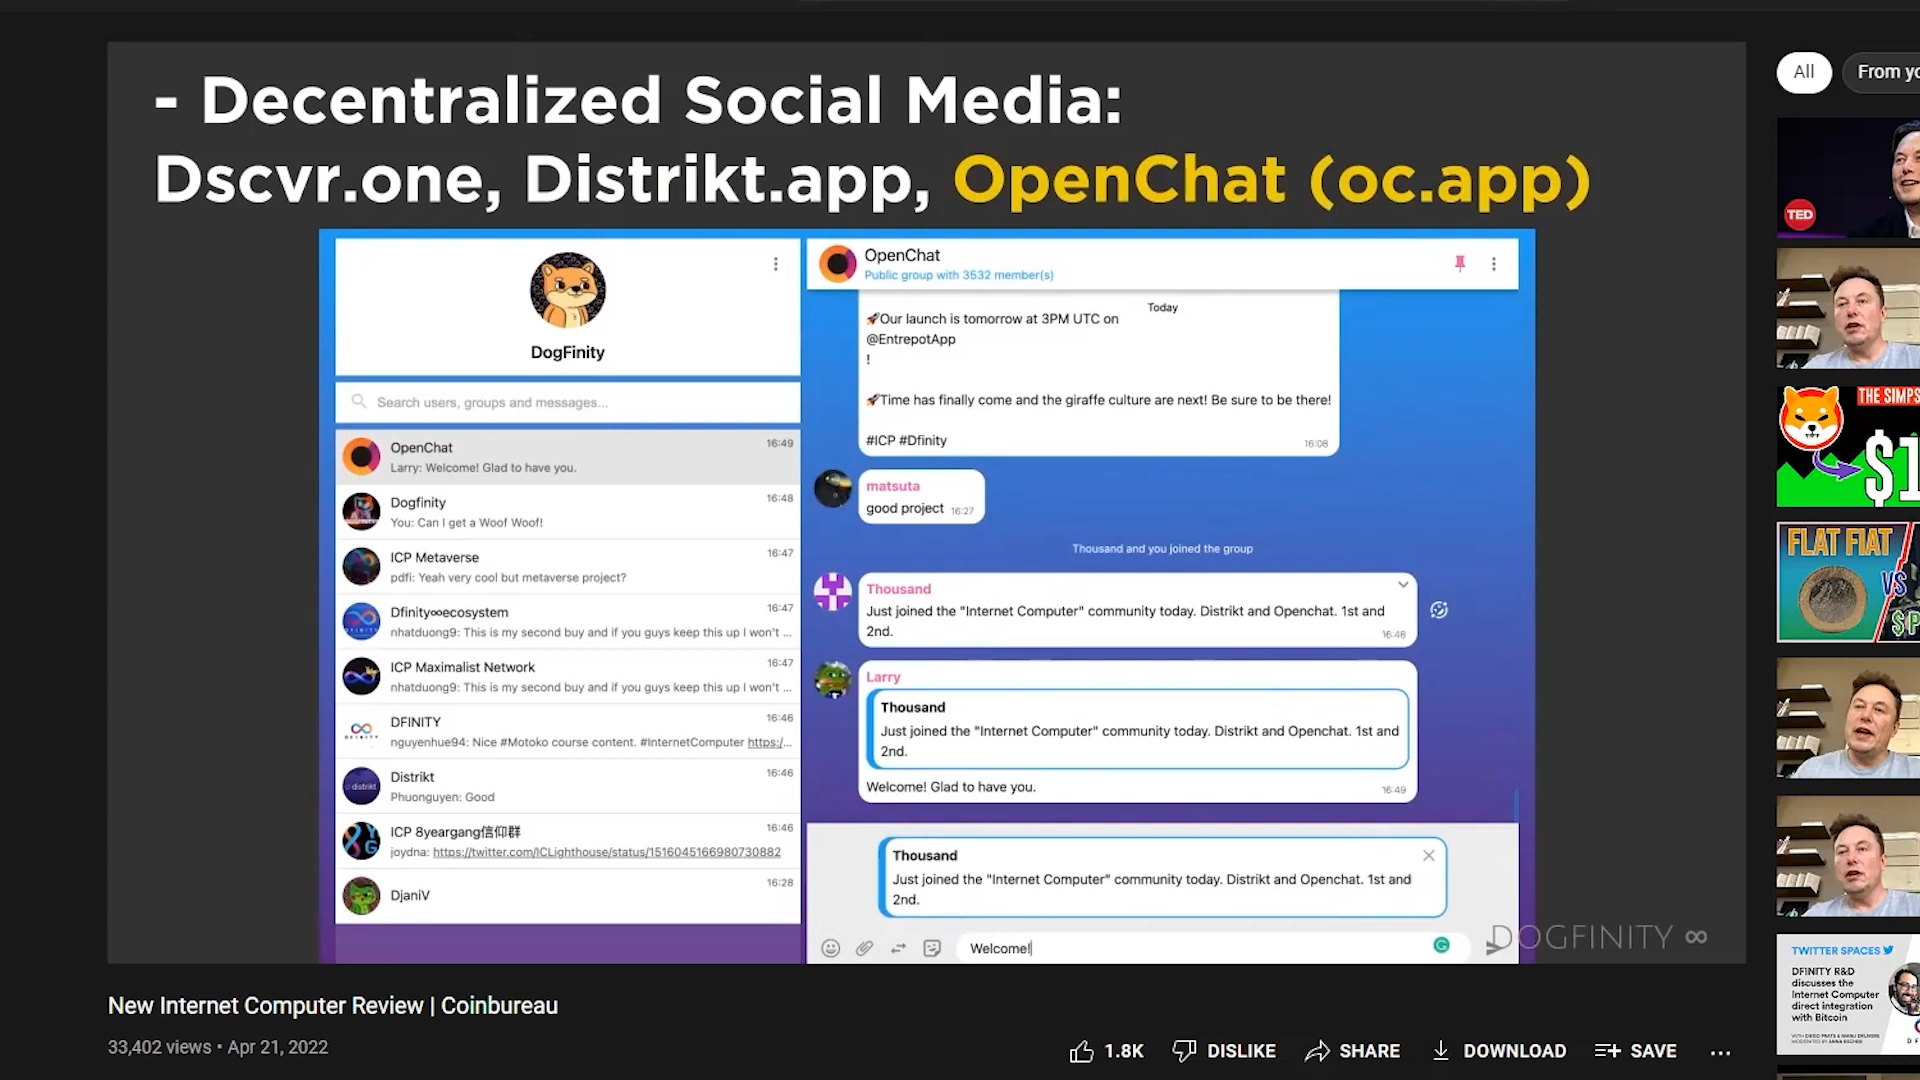 - Decentralized Social Media:
Dscvr.one, Distrikt.app, OpenChat (oc.app)
DogFinity
Search users, groups and messages...
OpenChat 16:49
Larry: Welcome! Glad to have you.
Dogfinity 16:48
You: Can I get a Woof Woof!
ICP Metaverse 16:47
pdfi: Yeah very cool but metaverse project?
Dfinity∞ecosystem 16:47
nhatduong9: This is my second buy and if you guys keep this up I won't ...
ICP Maximalist Network 16:47
nhatduong9: This is my second buy and if you guys keep this up I won't ...
DFINITY 16:46
nguyenhue94: Nice #Motoko course content. #InternetComputer https:/...
Distrikt 16:46
Phuonguyen: Good
ICP 8yeargang信仰群 16:46
joydna: https://twitter.com/ICLighthouse/status/1516045166980730882
DjaniV 16:28
OpenChat
Public group with 3532 member(s)
Today
🚀Our launch is tomorrow at 3PM UTC on
@EntrepotApp
!
🚀Time has finally come and the giraffe culture are next! Be sure to be there!
#ICP #Dfinity 16:08
matsuta
good project 16:27
Thousand and you joined the group
Thousand
Just joined the "Internet Computer" community today. Distrikt and Openchat. 1st and
2nd. 16:48
Larry
Thousand
Just joined the "Internet Computer" community today. Distrikt and Openchat. 1st and
2nd.
Welcome! Glad to have you. 16:49
Thousand
Just joined the "Internet Computer" community today. Distrikt and Openchat. 1st and
2nd.
Welcome!
DOGFINITY ∞
New Internet Computer Review | Coinbureau
33,402 views • Apr 21, 2022
1.8K DISLIKE SHARE DOWNLOAD SAVE ...
All From yo
TED
THE SIMPS
$1
FLAT FIAT
VS
$P
TWITTER SPACES
DFINITY R&D
discusses the
Internet Computer
direct integration
with Bitcoin